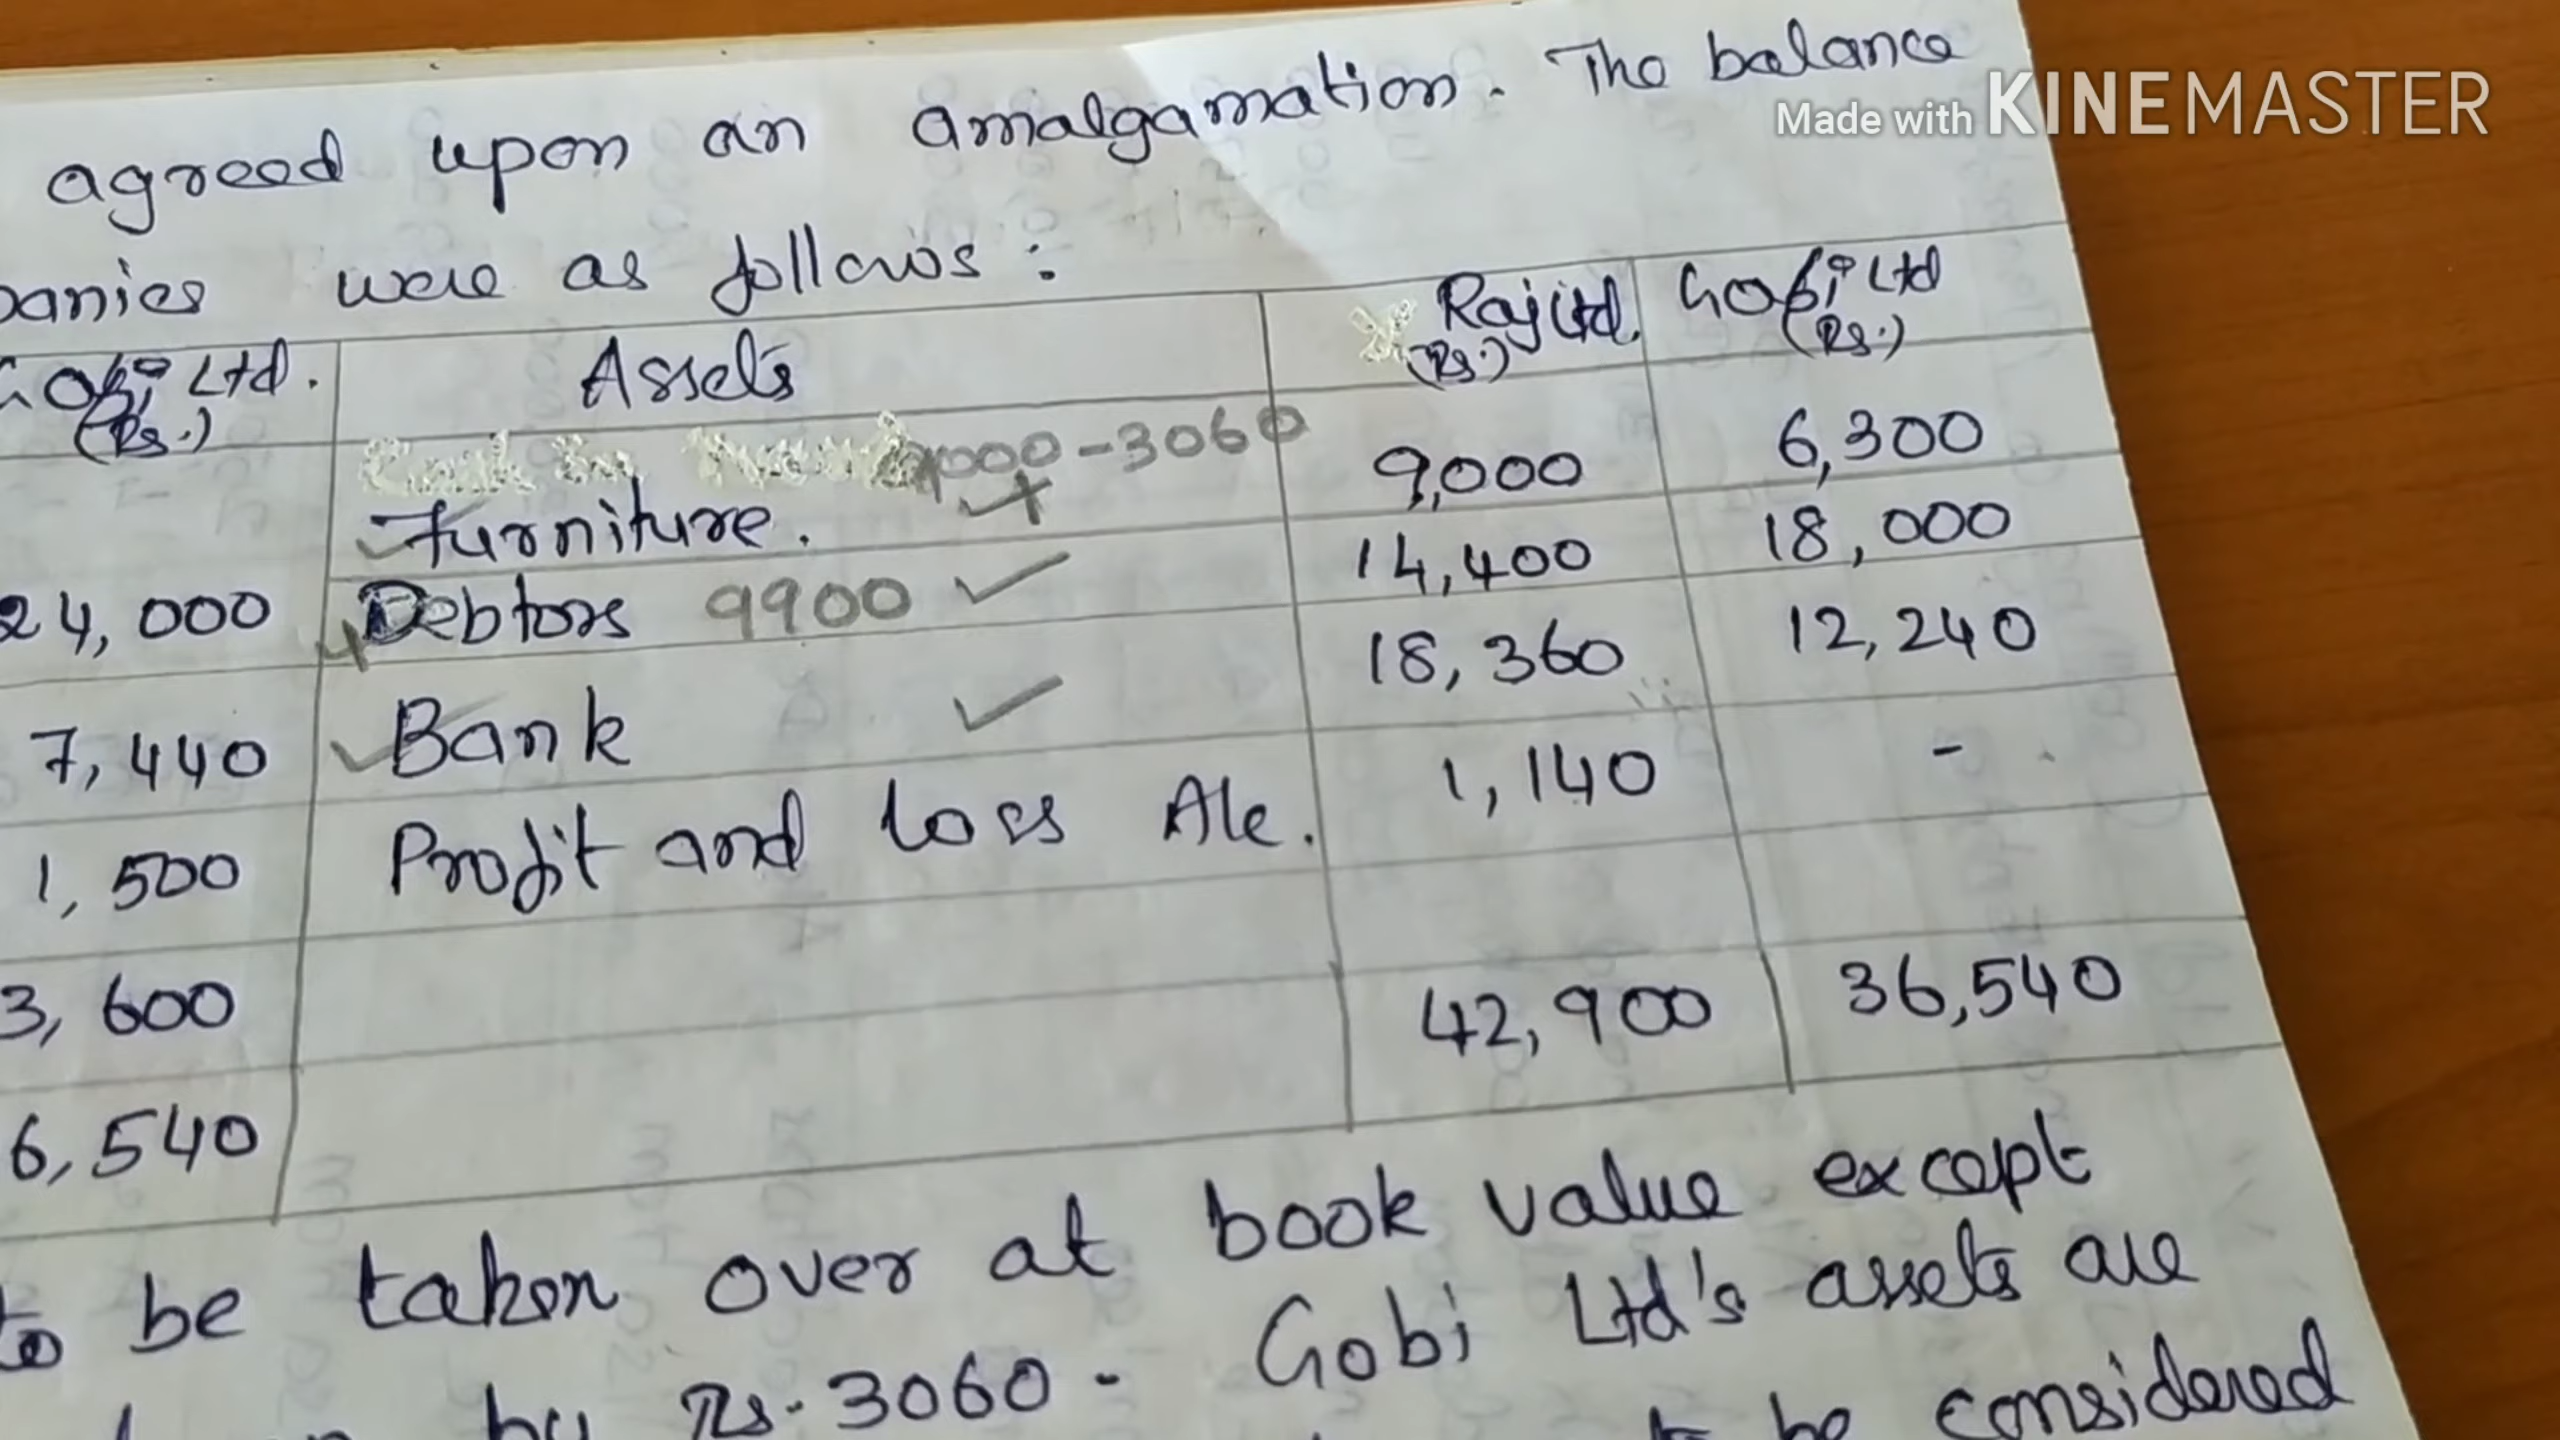 agreed upon an amalgamation. The balance
Made with KINEMASTER
were as follows :
Gobi Ltd. Assets Raj Ltd. Gobi Ltd
(Rs.) (Rs.) (Rs.)
9000-3060
Furniture. 9,000 6,300
24,000 Debtors 9900 14,400 18,000
7,440 Bank 18,360 12,240
1,500 Profit and loss A/c. 1,140 -
3,600
6,540 42,900 36,540
to be taken over at book value except
by Rs. 3060. Gobi Ltd's assets are
to be considered